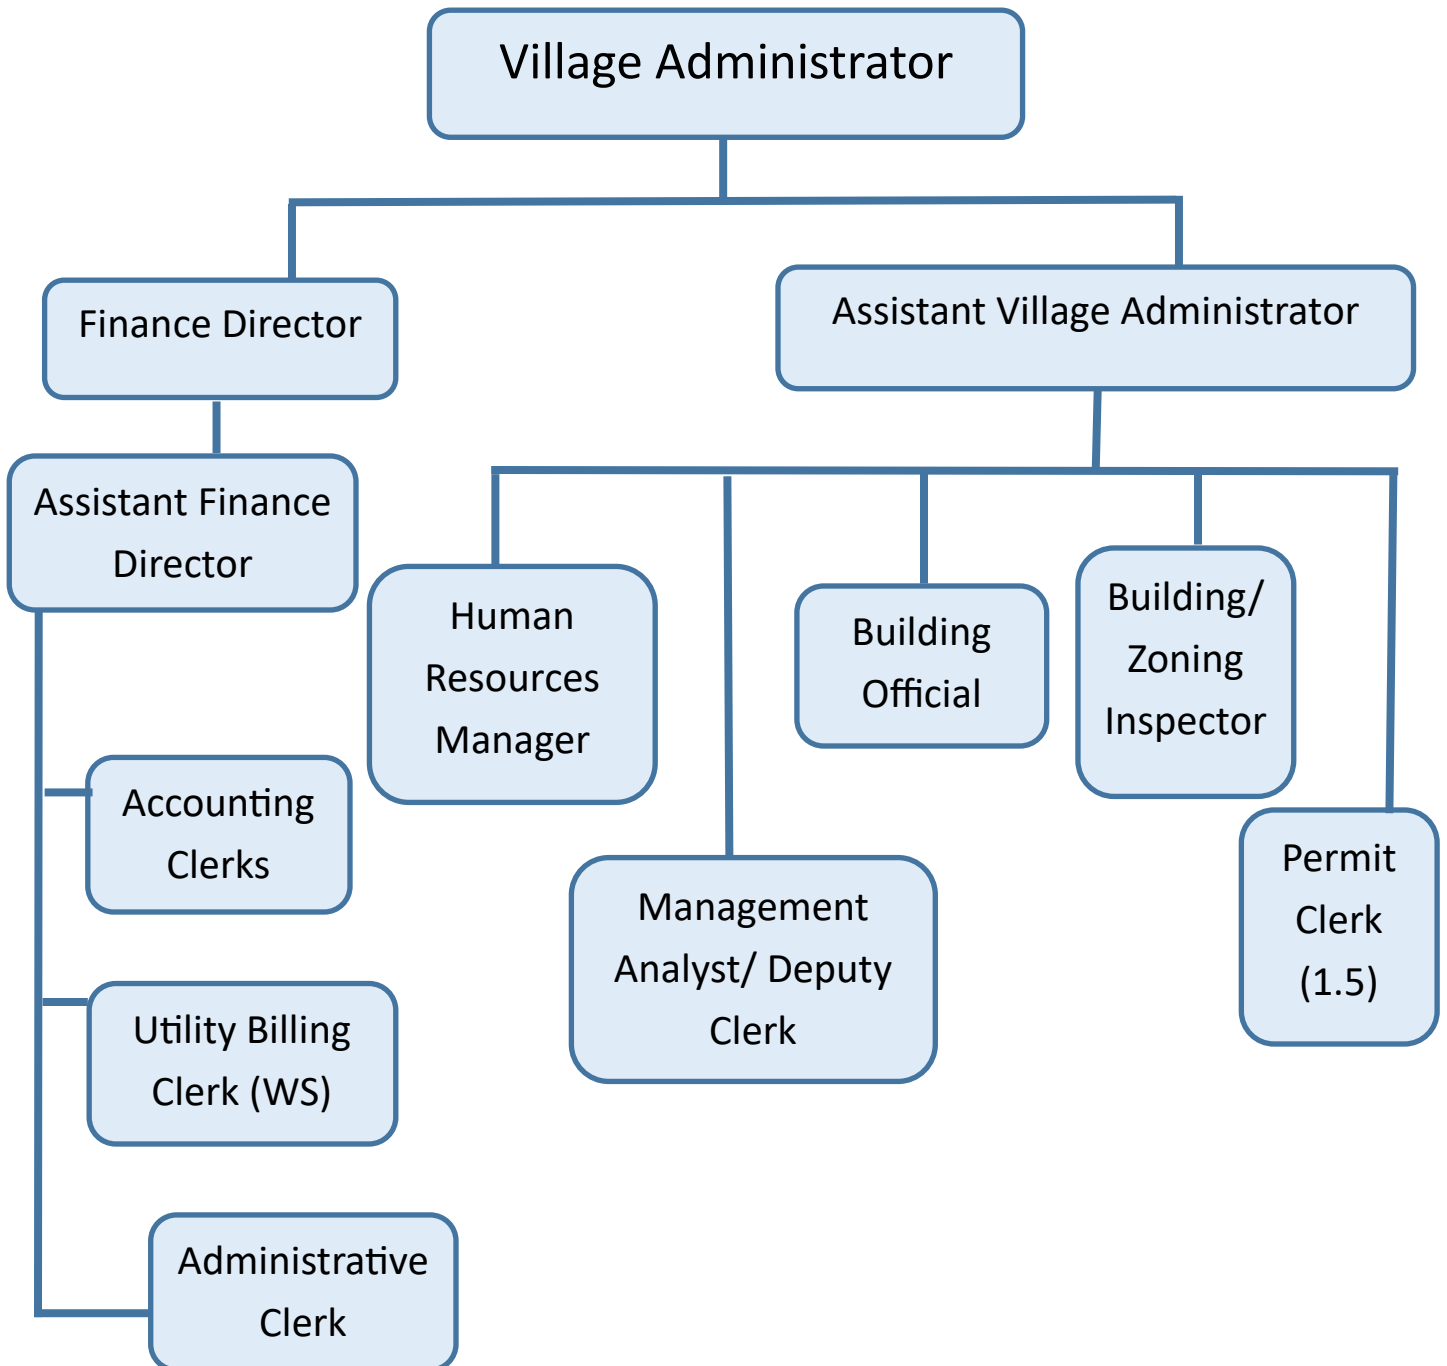 Village Administrator
Finance Director
Assistant Village Administrator
Assistant Finance
Director
Human
Resources
Manager
Building
Official
Building/
Zoning
Inspector
Accounting
Clerks
Management
Analyst/ Deputy
Clerk
Permit
Clerk
(1.5)
Utility Billing
Clerk (WS)
Administrative
Clerk